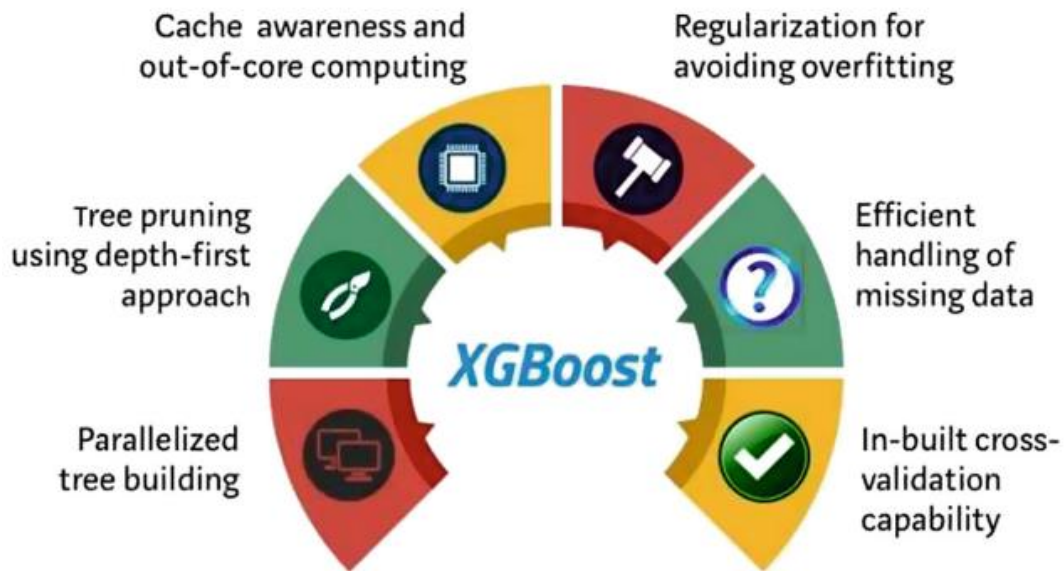 Cache awareness and
out-of-core computing
Regularization for
avoiding overfitting
Tree pruning
using depth-first
approach
Efficient
handling of
missing data
XGBoost
Parallelized
tree building
In-built cross-
validation
capability